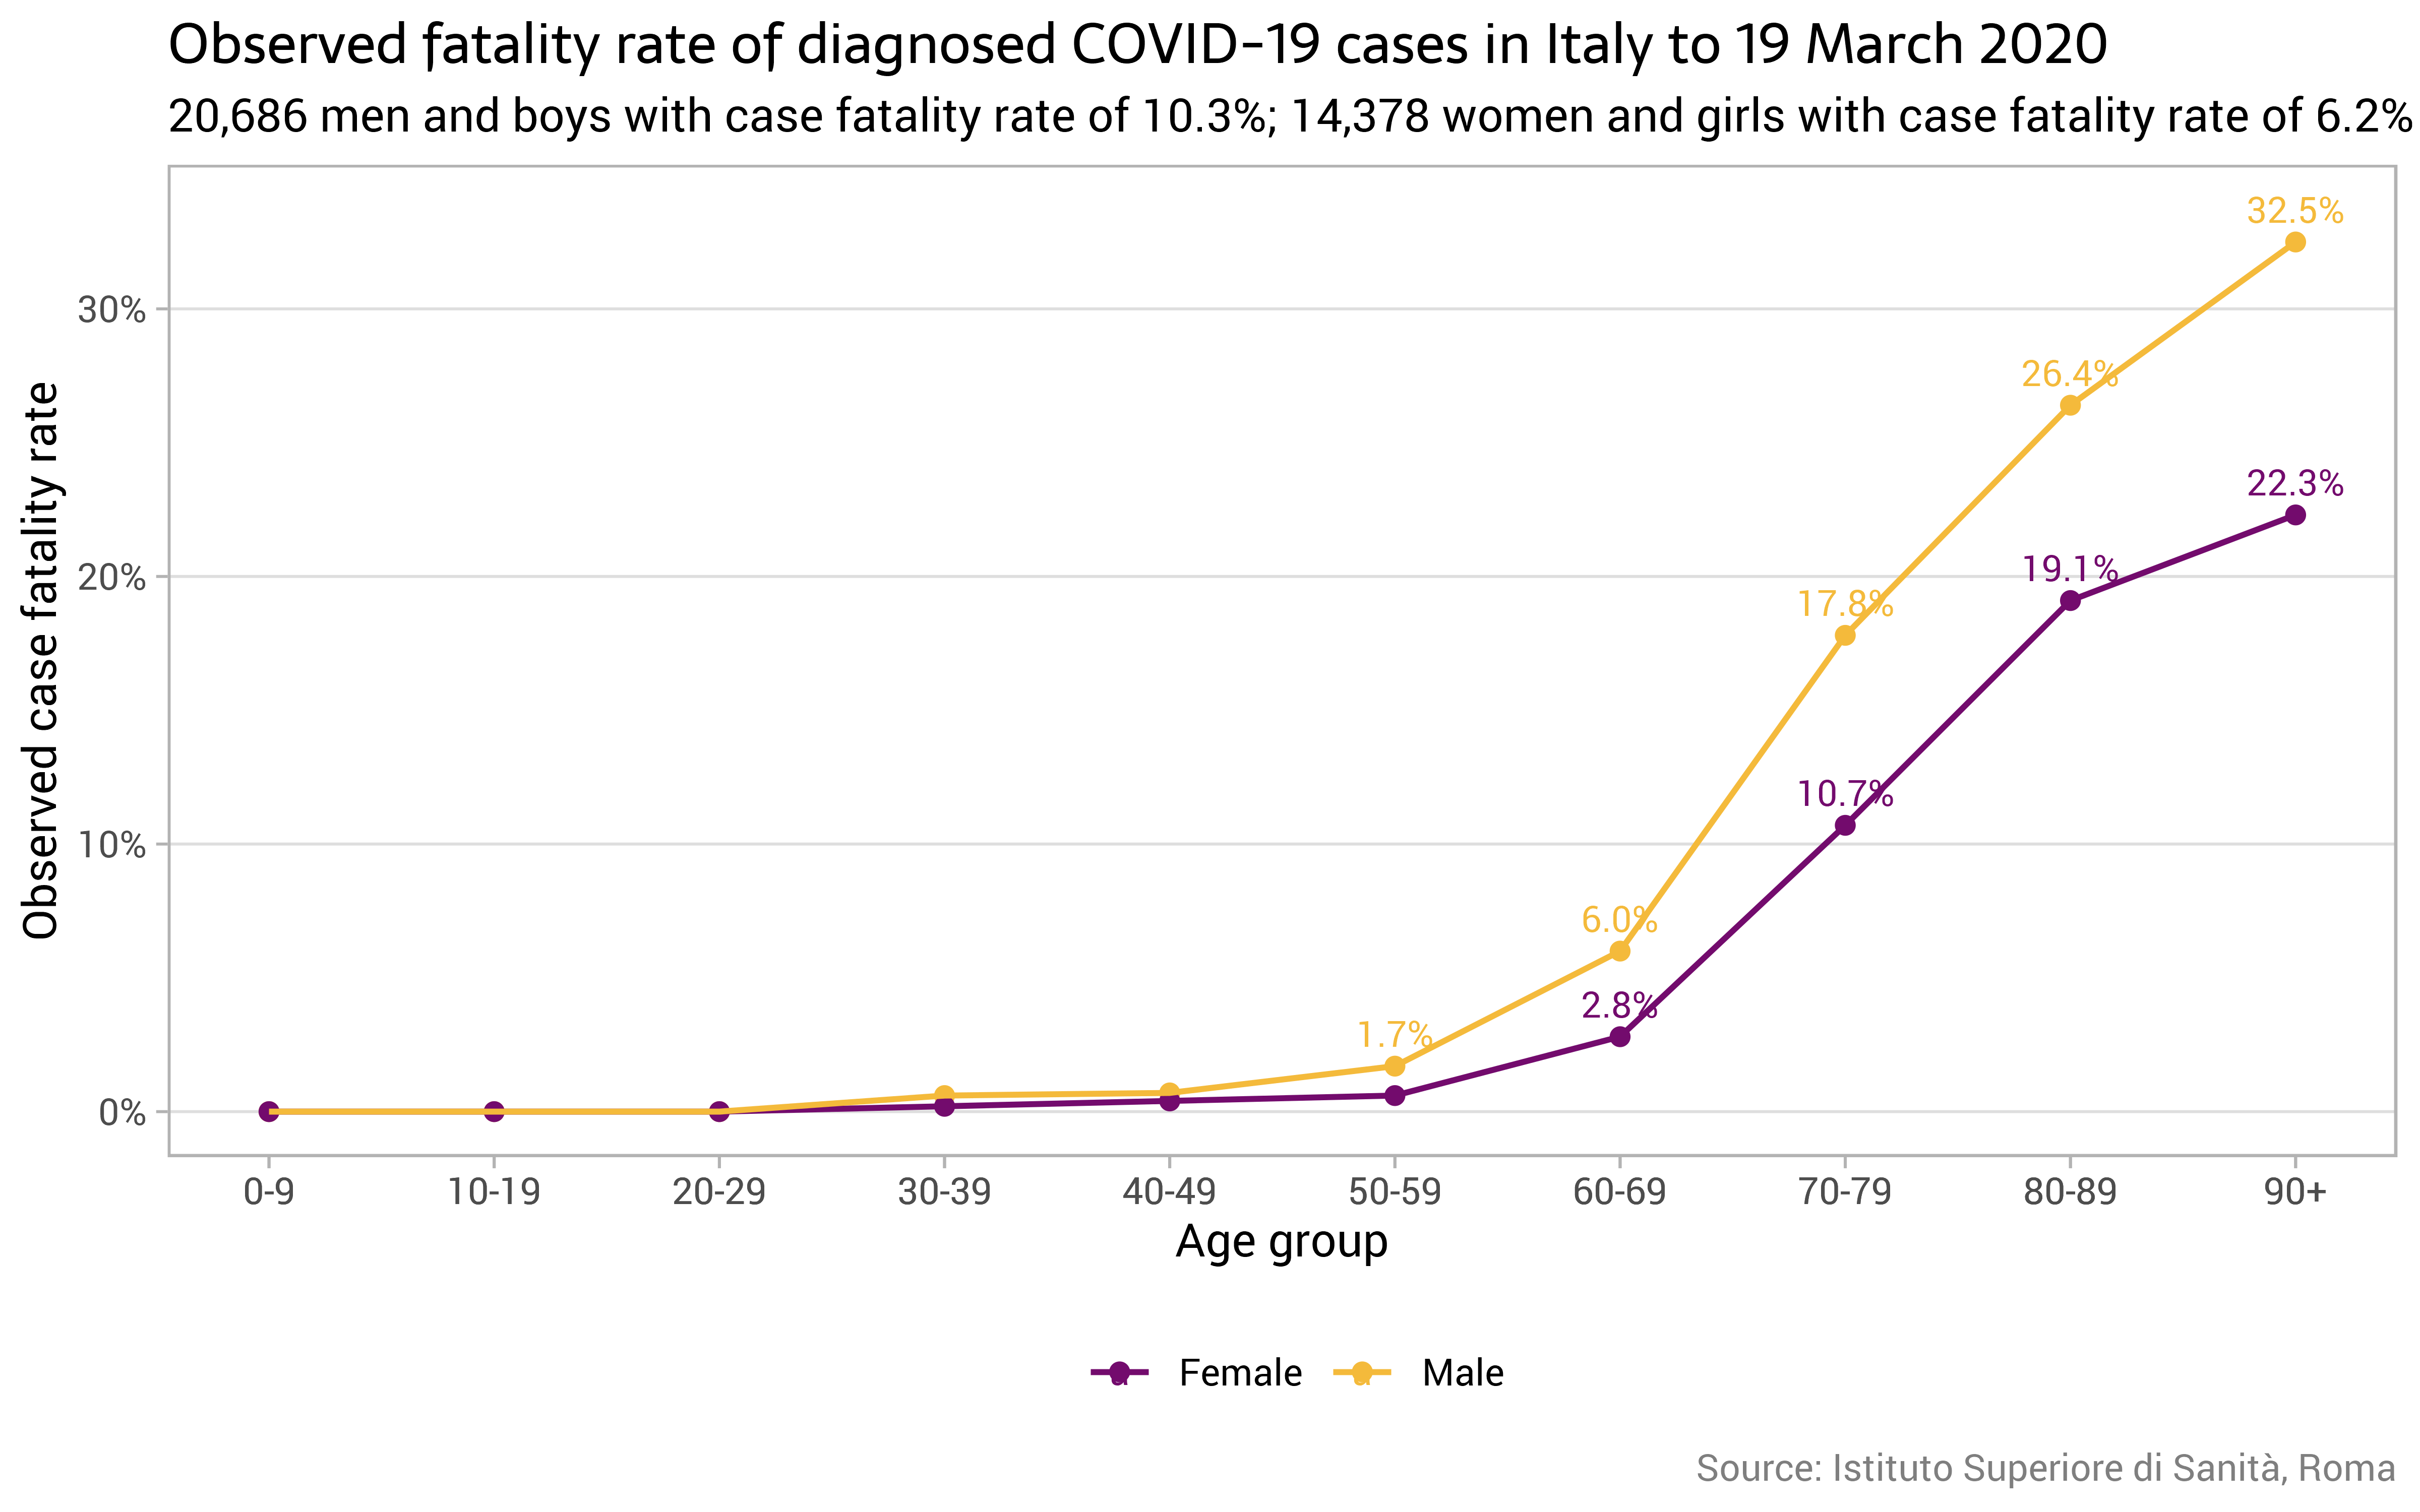 Observed fatality rate of diagnosed COVID-19 cases in Italy to 19 March 2020
20,686 men and boys with case fatality rate of 10.3%; 14,378 women and girls with case fatality rate of 6.2%
Observed case fatality rate
30%
20%
10%
0%
32.5%
26.4%
22.3%
19.1%
17.8%
10.7%
6.0%
2.8%
1.7%
0-9 10-19 20-29 30-39 40-49 50-59 60-69 70-79 80-89 90+
Age group
Female Male
Source: Istituto Superiore di Sanità, Roma